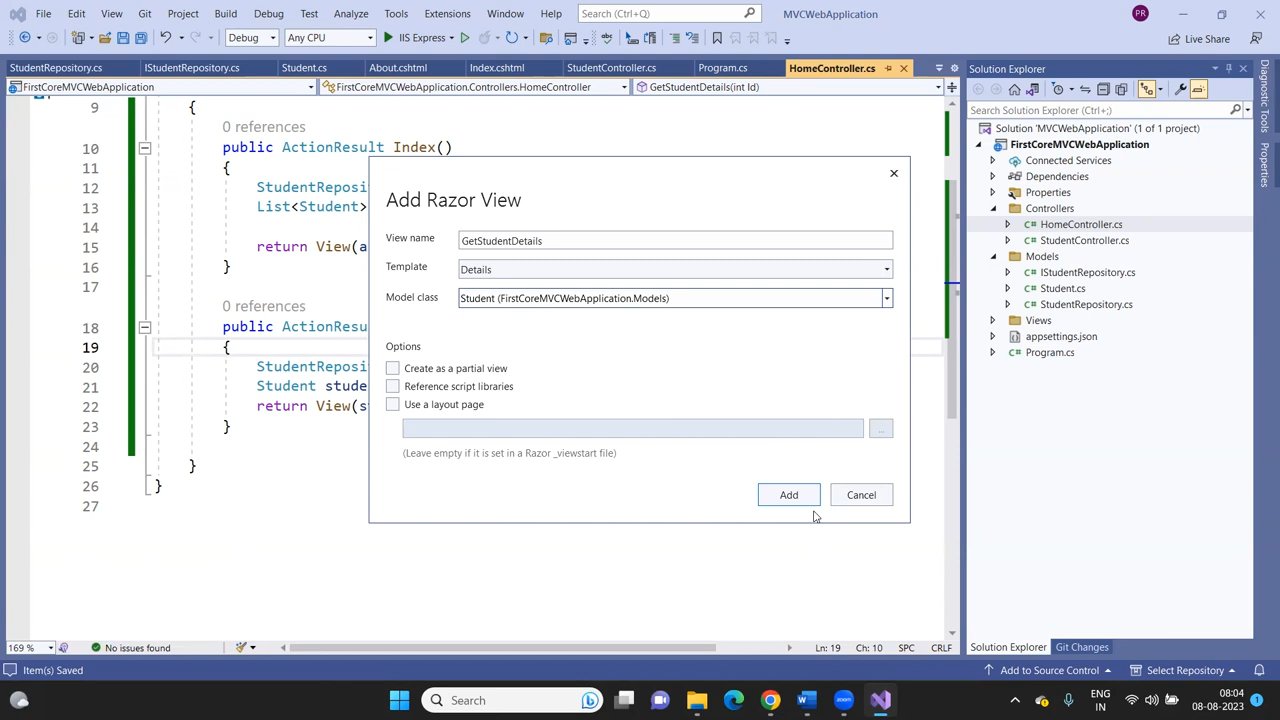 File Edit View Git Project Build Debug Test Analyze Tools Extensions Window Help Search (Ctrl+Q) MVCWebApplication PR
Debug Any CPU IIS Express Live Share
StudentRepository.cs IStudentRepository.cs Student.cs About.cshtml Index.cshtml StudentController.cs Program.cs HomeController.cs
FirstCoreMVCWebApplication FirstCoreMVCWebApplication.Controllers.HomeController GetStudentDetails(int Id)
9 {
0 references
10 public ActionResult Index()
11 {
12 StudentReposi
13 List<Student>
14
15 return View(a
16 }
17
0 references
18 public ActionResu
19 {
20 StudentReposi
21 Student stude
22 return View(s
23 }
24
25 }
26 }
27
Add Razor View
View name GetStudentDetails
Template Details
Model class Student (FirstCoreMVCWebApplication.Models)
Options
Create as a partial view
Reference script libraries
Use a layout page
...
(Leave empty if it is set in a Razor _viewstart file)
Add Cancel
Solution Explorer
Search Solution Explorer (Ctrl+;)
Solution 'MVCWebApplication' (1 of 1 project)
FirstCoreMVCWebApplication
Connected Services
Dependencies
Properties
Controllers
HomeController.cs
StudentController.cs
Models
IStudentRepository.cs
Student.cs
StudentRepository.cs
Views
appsettings.json
Program.cs
Solution Explorer Git Changes
Diagnostic Tools
Properties
169 % No issues found Ln: 19 Ch: 10 SPC CRLF
Item(s) Saved Add to Source Control Select Repository
Search ENG IN 08:04 08-08-2023